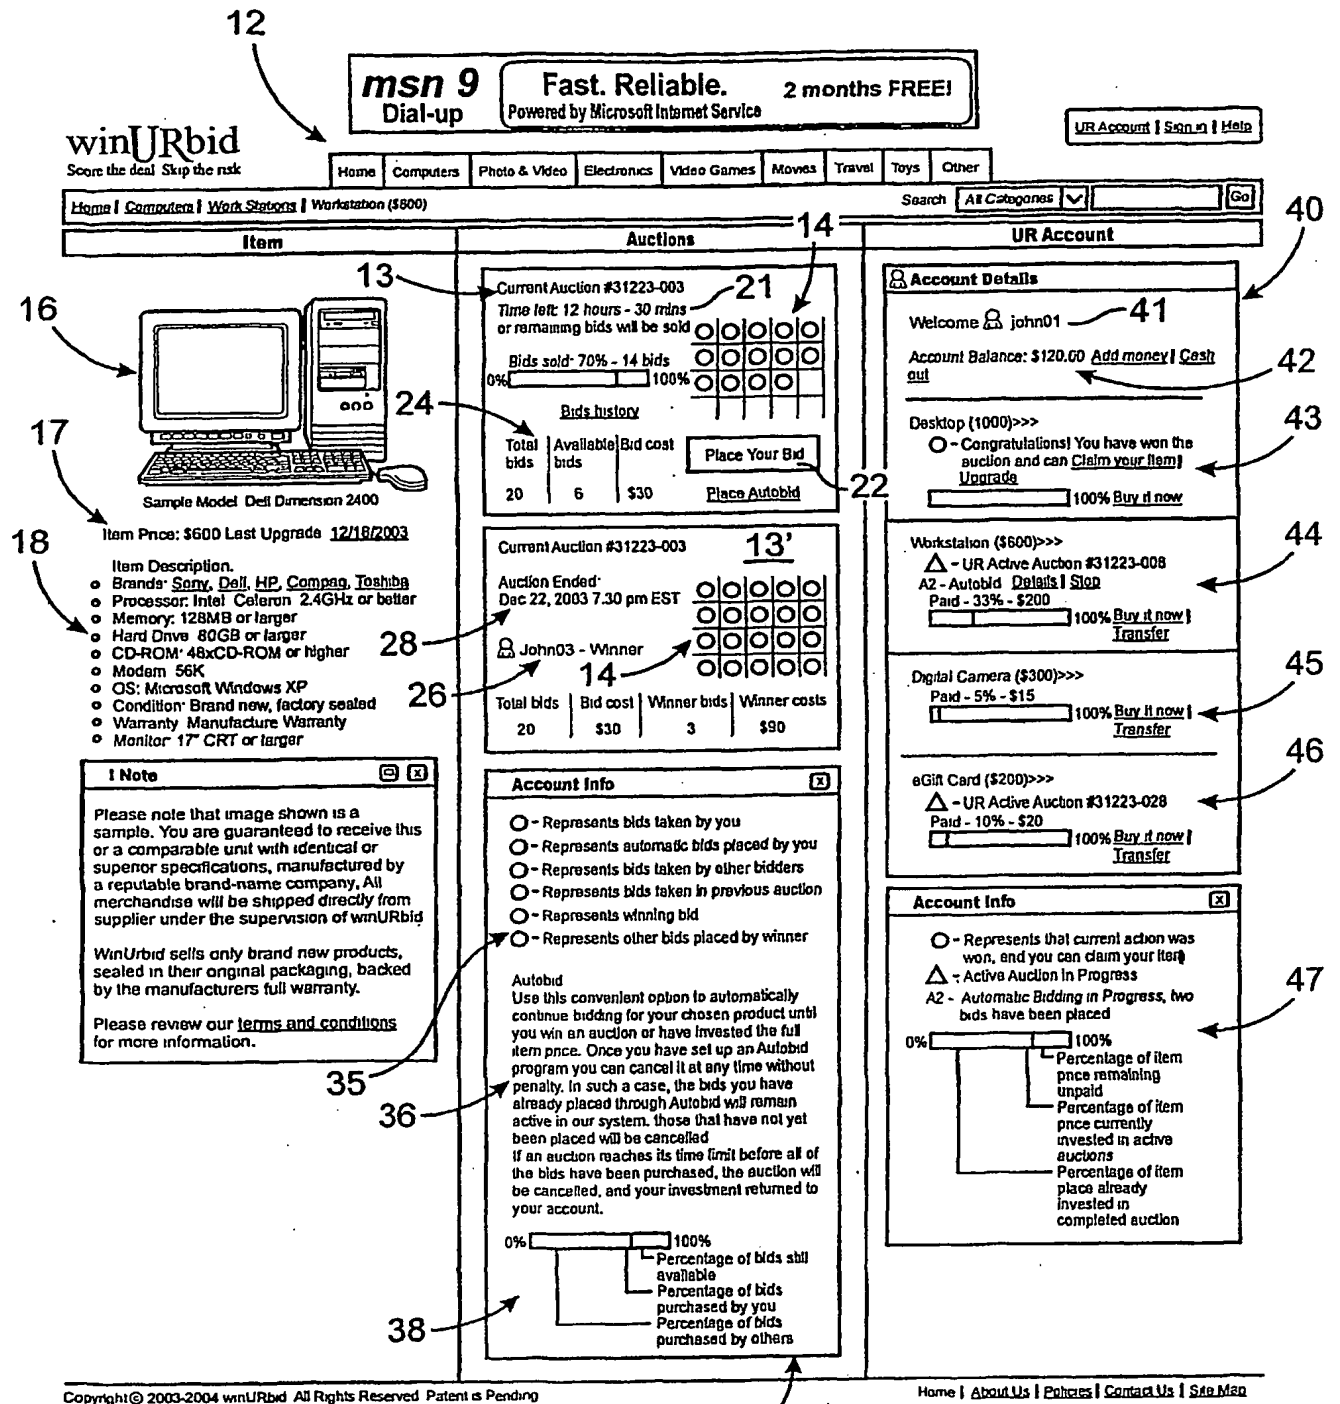 12
msn 9
Dial-up
Fast. Reliable.
2 months FREE!
Powered by Microsoft Internet Service
winURbid
Score the deal Skip the risk
UR Account | Sign in | Help
Home
Computers
Photo & Video
Electronics
Video Games
Movies
Travel
Toys
Other
Home | Computers | Work Stations | Workstation ($600)
Search
All Catagories
Go
Item
Auctions
UR Account
14
40
13
16
17
18
Sample Model Dell Dimension 2400
Item Price: $600 Last Upgrade 12/18/2003
Item Description.
Brands: Sony, Dell, HP, Compaq, Toshiba
Processor: Intel Celeron 2.4GHz or better
Memory: 128MB or larger
Hard Drive 80GB or larger
CD-ROM: 48xCD-ROM or higher
Modem 56K
OS: Microsoft Windows XP
Condition: Brand new, factory sealed
Warranty Manufacture Warranty
Monitor 17" CRT or larger
! Note
Please note that image shown is a
sample. You are guaranteed to receive this
or a comparable unit with identical or
superior specifications, manufactured by
a reputable brand-name company, All
merchandise will be shipped directly from
supplier under the supervision of winURbid
WinUrbid sells only brand new products,
sealed in their original packaging, backed
by the manufacturers full warranty.
Please review our terms and conditions
for more information.
Current Auction #31223-003
Time left: 12 hours - 30 mins
or remaining bids will be sold
21
Bids sold: 70% - 14 bids
0%
100%
24
Bids history
Total bids
Available bids
Bid cost
20
6
$30
Place Your Bid
22
Place Autobid
Current Auction #31223-003
13'
Auction Ended:
Dec 22, 2003 7.30 pm EST
28
John03 - Winner
26
14
Total bids
Bid cost
Winner bids
Winner costs
20
$30
3
$90
Account Info
- Represents bids taken by you
- Represents automatic bids placed by you
- Represents bids taken by other bidders
- Represents bids taken in previous auction
- Represents winning bid
- Represents other bids placed by winner
35
Autobid
Use this convenient option to automatically
continue bidding for your chosen product until
you win an auction or have invested the full
item price. Once you have set up an Autobid
program you can cancel it at any time without
penalty. In such a case, the bids you have
already placed through Autobid will remain
active in our system. those that have not yet
been placed will be cancelled
If an auction reaches its time limit before all of
the bids have been purchased, the auction will
be cancelled, and your investment returned to
your account.
36
0%
100%
Percentage of bids still
available
Percentage of bids
purchased by you
Percentage of bids
purchased by others
38
Account Details
Welcome john01
41
Account Balance: $120.00 Add money | Cash
out
42
Desktop (1000)>>>
- Congratulations! You have won the
auction and can Claim your item |
Upgrade
43
100% Buy it now
Workstation ($600)>>>
44
- UR Active Auction #31223-008
A2 - Autobid Details | Stop
Paid - 33% - $200
100% Buy it now |
Transfer
Digital Camera ($300)>>>
45
Paid - 5% - $15
100% Buy it now |
Transfer
eGift Card ($200)>>>
46
- UR Active Auction #31223-028
Paid - 10% - $20
100% Buy it now |
Transfer
Account Info
- Represents that current action was
won, and you can claim your item
- Active Auction In Progress
A2 - Automatic Bidding in Progress, two
bids have been placed
47
0%
100%
Percentage of item
price remaining
unpaid
Percentage of item
price currently
invested in active
auctions
Percentage of item
place already
invested in
completed auction
Copyright© 2003-2004 winURbid All Rights Reserved Patent is Pending
Home | About Us | Policies | Contact Us | Site Map